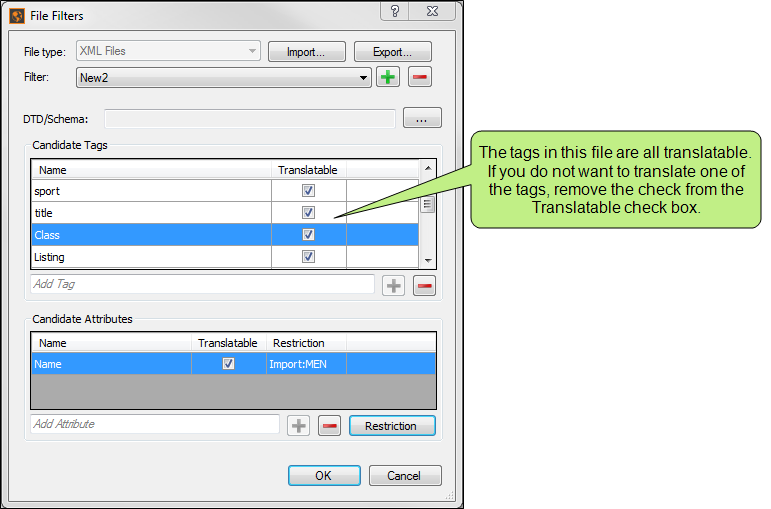 File Filters
File type: XML Files Import... Export...
Filter: New2
DTD/Schema: ...
Candidate Tags
Name Translatable
sport
title
Class
Listing
Add Tag
Candidate Attributes
Name Translatable Restriction
Name Import:MEN
Add Attribute Restriction
OK Cancel
The tags in this file are all translatable.
If you do not want to translate one of
the tags, remove the check from the
Translatable check box.